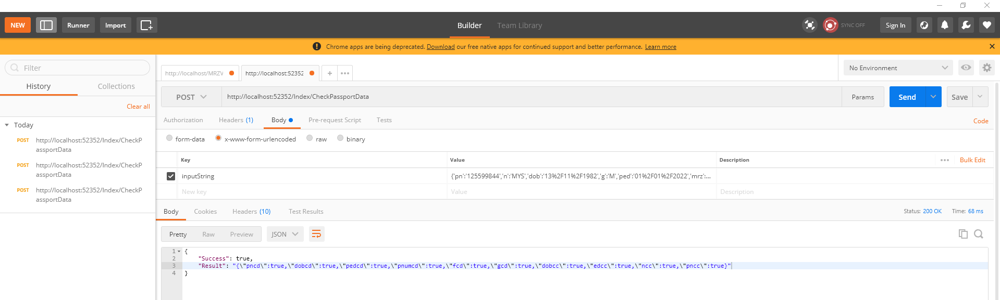 NEW Runner Import Builder Team Library SYNC OFF Sign In
Chrome apps are being deprecated. Download our free native apps for continued support and better performance. Learn more
Filter
History Collections
Clear all
Today
POST http://localhost:52352/Index/CheckP
assportData
POST http://localhost:52352/Index/CheckP
assportData
POST http://localhost:52352/Index/CheckP
assportData
http://localhost/MRZV http://localhost:52352 + ••• No Environment
POST http://localhost:52352/Index/CheckPassportData Params Send Save
Authorization Headers (1) Body Pre-request Script Tests Code
form-data x-www-form-urlencoded raw binary
Key Value Description ••• Bulk Edit
inputString {'pn':'125599844','n':'MYS','dob':'13%2F11%2F1982','g':'M','ped':'01%2F01%2F2022','mrz':...
New key Value Description
Body Cookies Headers (10) Test Results Status: 200 OK Time: 68 ms
Pretty Raw Preview JSON
1 {
2 "Success": true,
3 "Result": "{\"pncd\":true,\"dobcd\":true,\"pedcd\":true,\"pnumcd\":true,\"fcd\":true,\"gcd\":true,\"dobcc\":true,\"edcc\":true,\"ncc\":true,\"pncc\":true}"
4 }